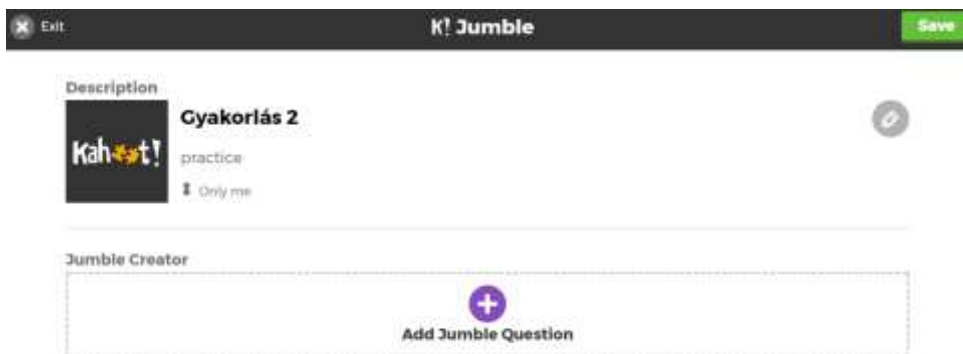 Exit
K! Jumble
Save
Description
Kahoot!
Gyakorlás 2
practice
Only me
Jumble Creator
Add Jumble Question